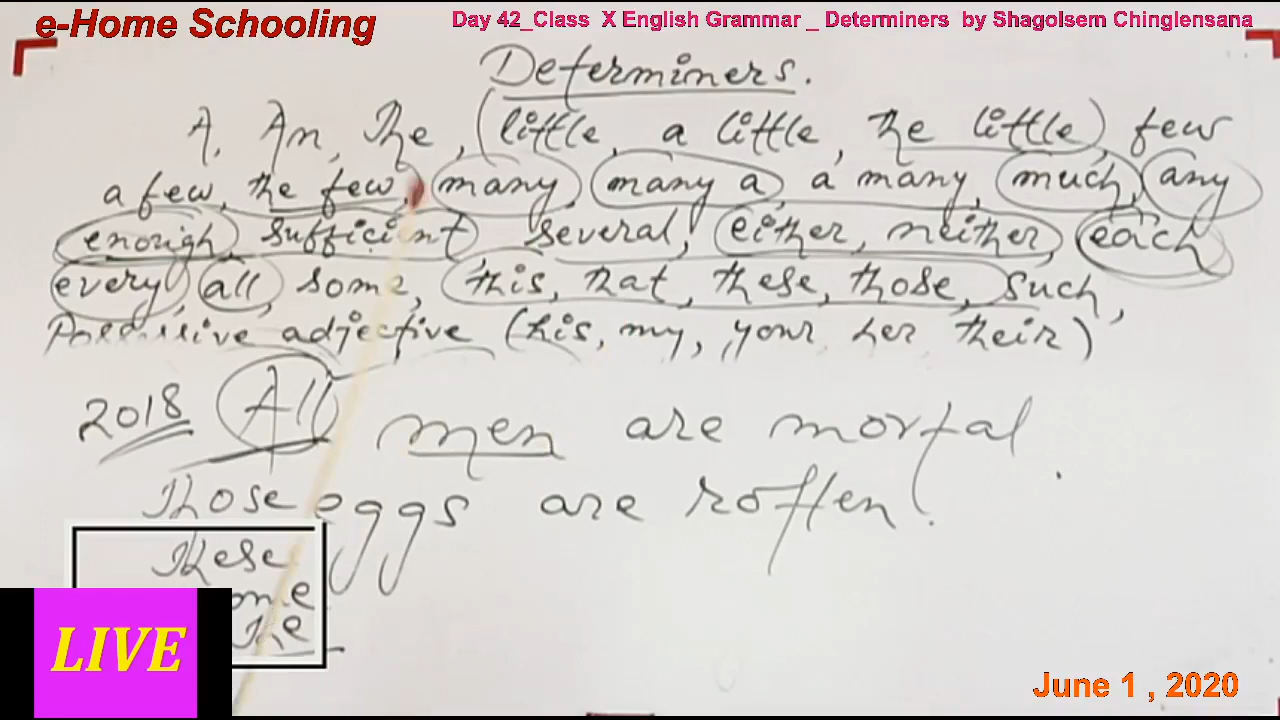 e-Home Schooling
Day 42_Class X English Grammar _ Determiners by Shagolsem Chinglensana
Determiners.
A, An, The, (little, a little, the little) few
a few, the few, many, many a, a many, much, any
enough, sufficient, several, either, neither, each
every, all, some, this, that, these, those, such,
Possessive adjective (his, my, your her their)
2018 All men are mortal.
Those eggs are rotten.
These
ome
The
LIVE
June 1 , 2020